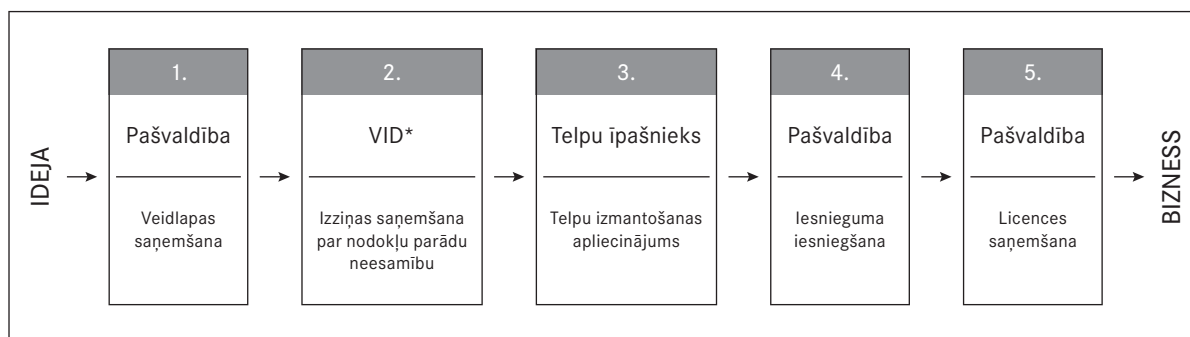 IDEJA
1.
Pašvaldība
Veidlapas
saņemšana
2.
VID*
Izziņas saņemšana
par nodokļu parādu
neesamību
3.
Telpu īpašnieks
Telpu izmantošanas
apliecinājums
4.
Pašvaldība
Iesnieguma
iesniegšana
5.
Pašvaldība
Licences
saņemšana
BIZNESS